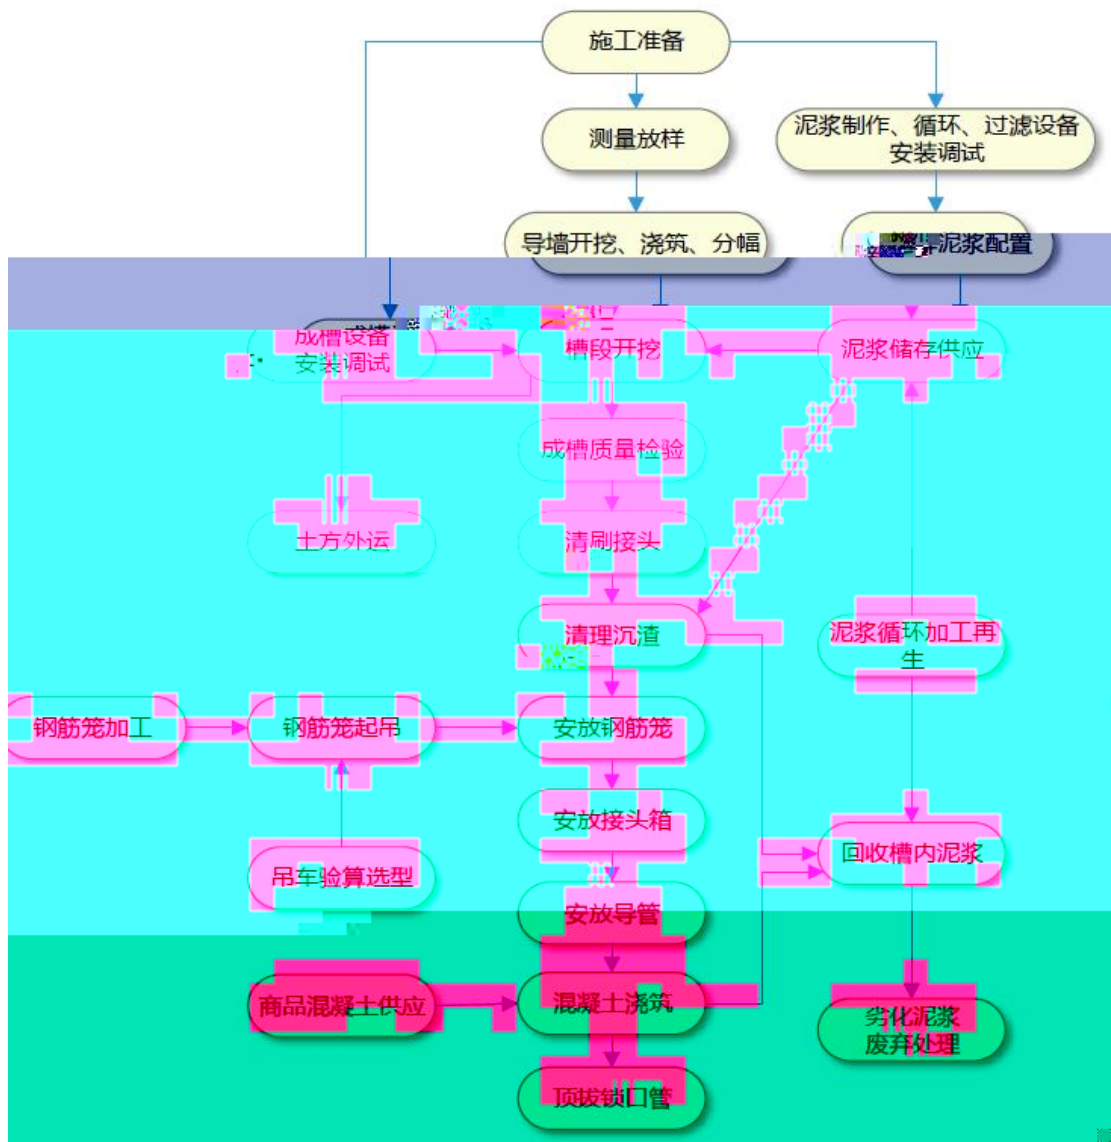 施工准备
测量放样
泥浆制作、循环、过滤设备
安装调试
导墙开挖、浇筑、分幅
泥浆配置
成槽设备
安装调试
槽段开挖
泥浆储存供应
成槽质量检验
土方外运
清刷接头
清理沉渣
泥浆循环加工再
生
钢筋笼加工
钢筋笼起吊
安放钢筋笼
安放接头箱
回收槽内泥浆
吊车验算选型
安放导管
商品混凝土供应
混凝土浇筑
劣化泥浆
废弃处理
顶拔锁口管